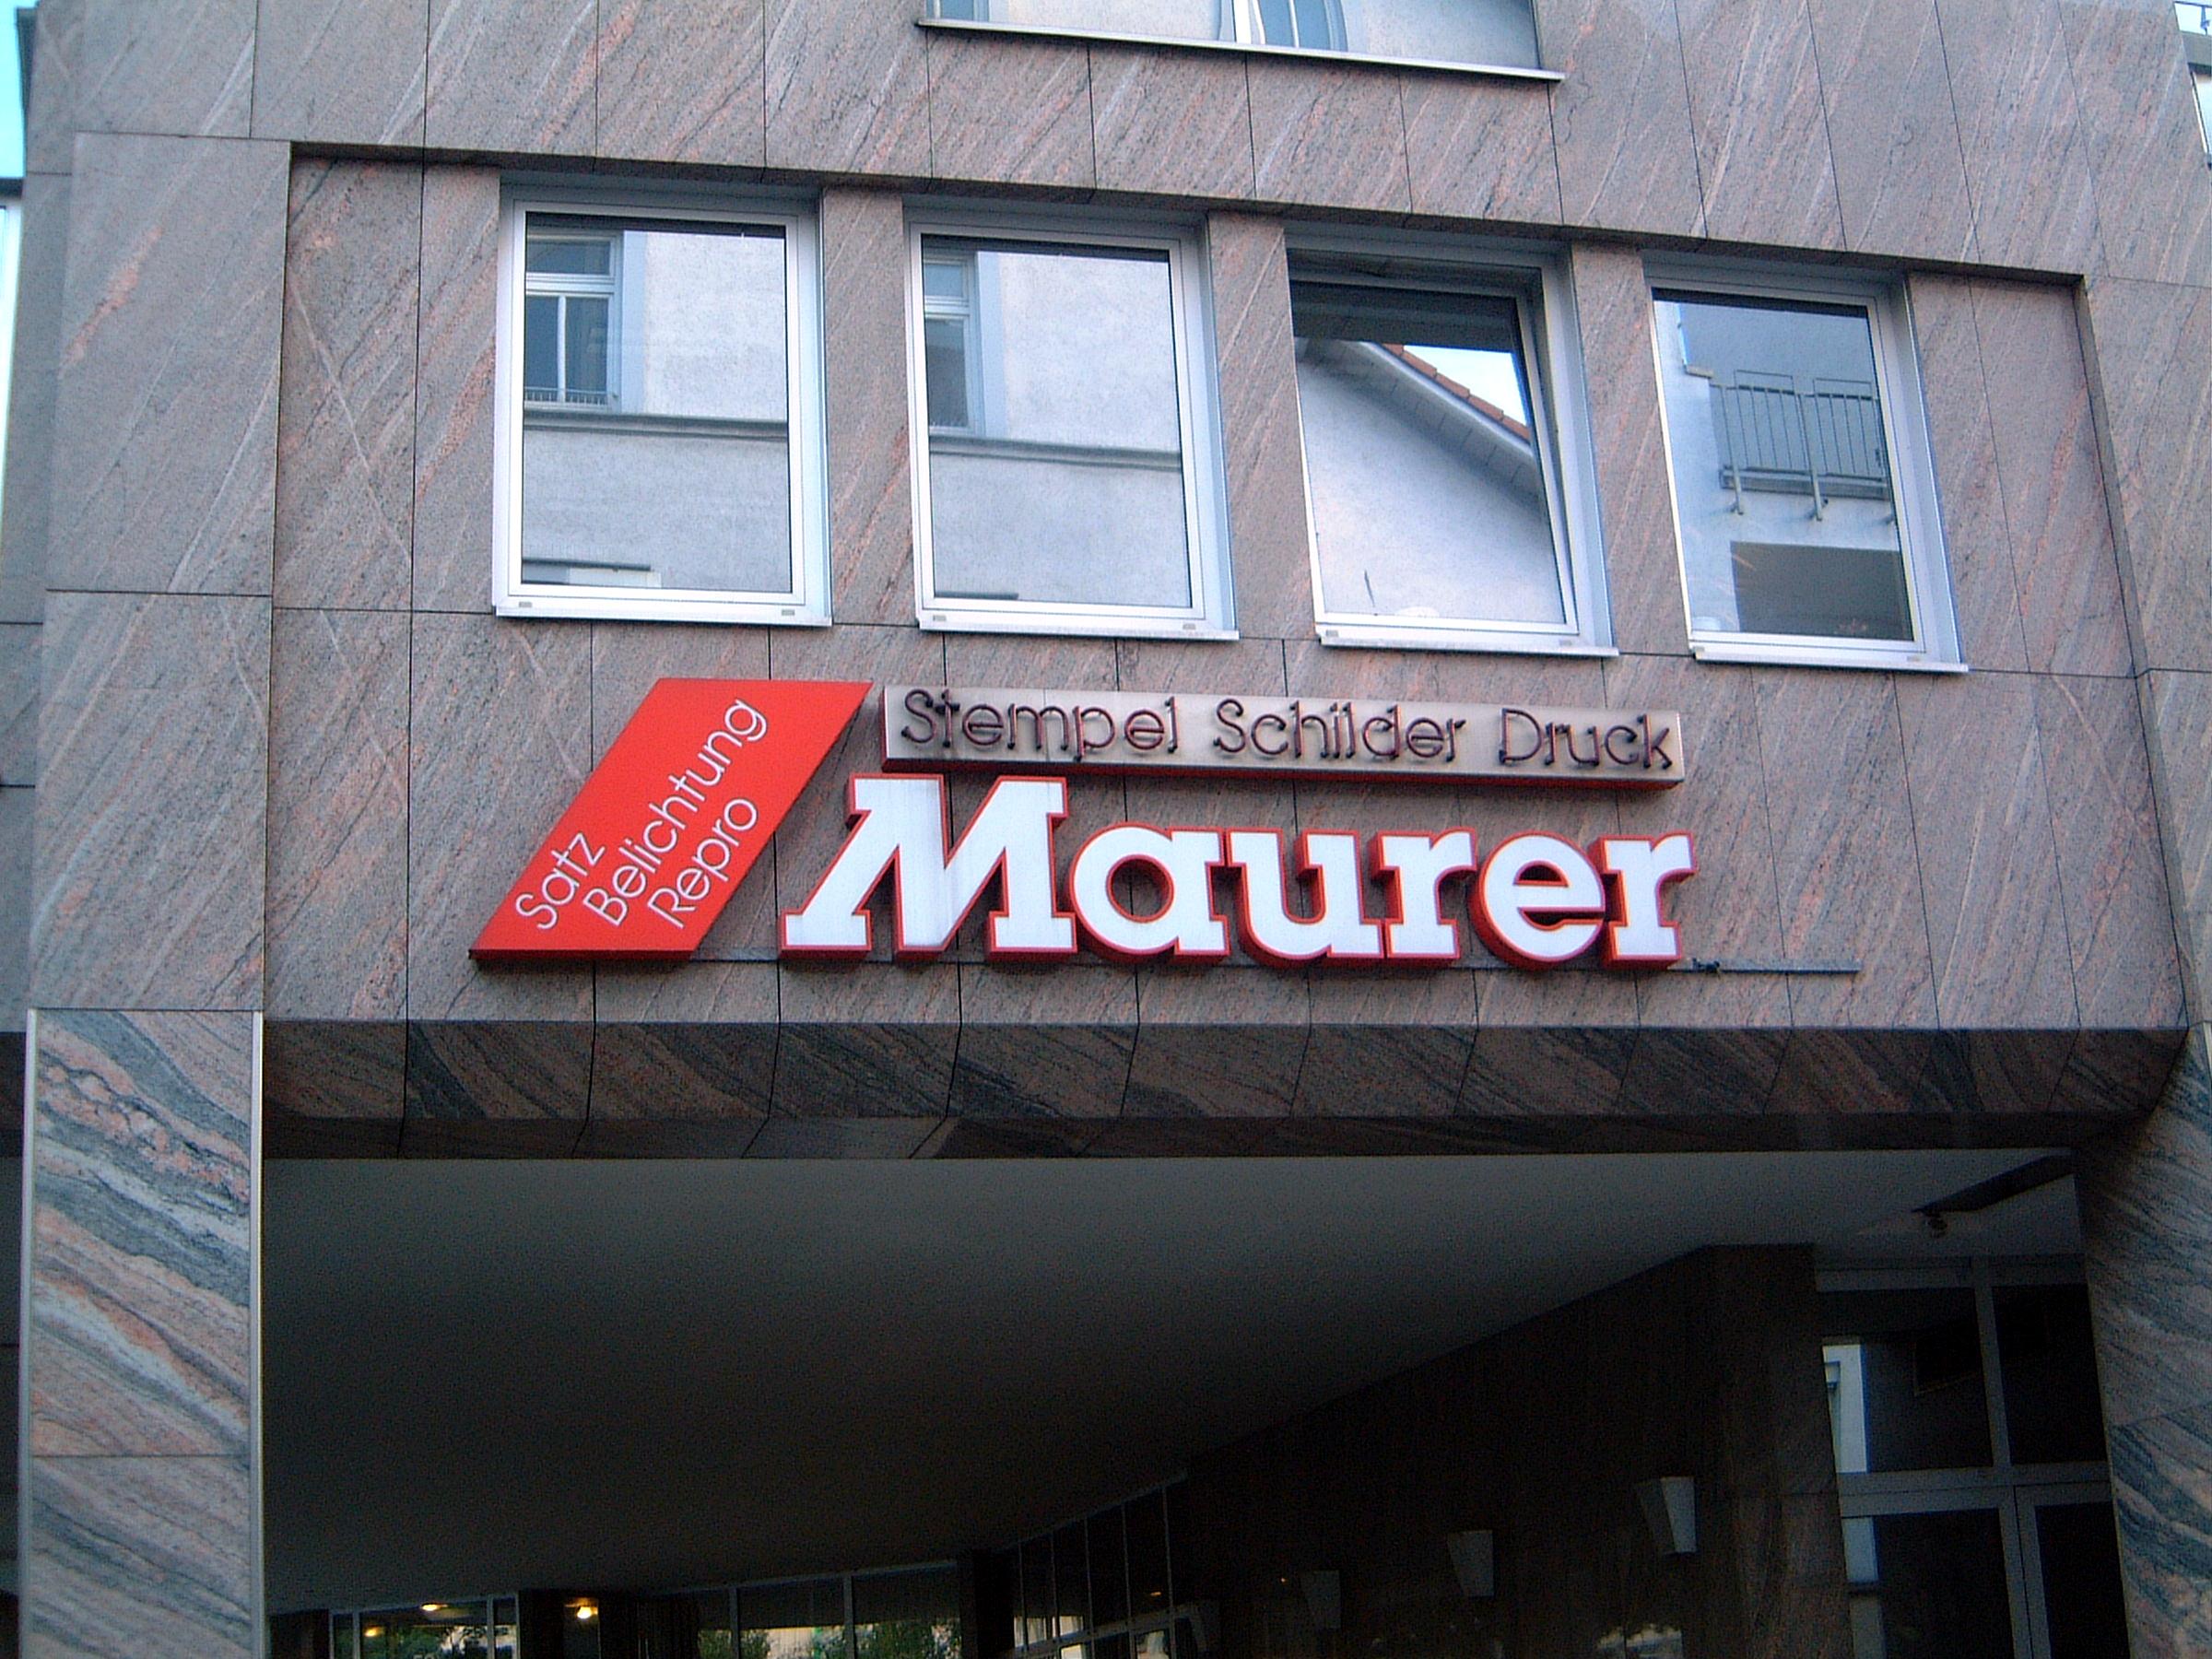 Satz
Belichtung
Repro
Stempel Schilder Druck
Maurer